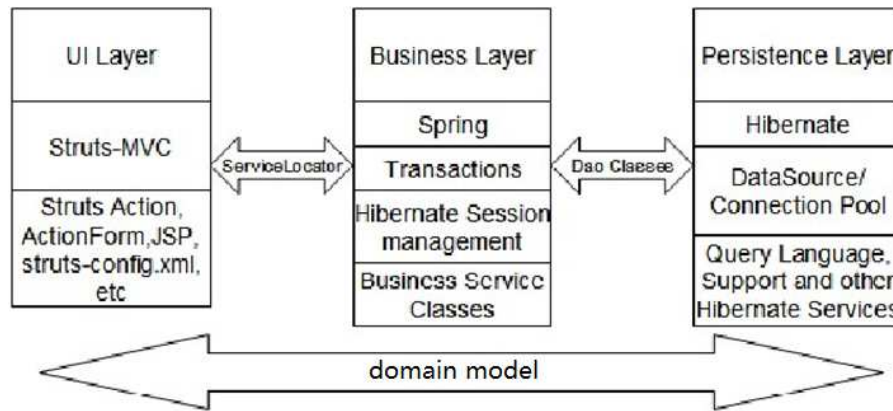 UI Layer
Struts-MVC
Struts Action,
ActionForm,JSP,
struts-config.xml,
etc
ServiceLocator
Business Layer
Spring
Transactions
Hibernate Session
management
Business Service
Classes
Dao Classes
Persistence Layer
Hibernate
DataSource/
Connection Pool
Query Language,
Support and other
Hibernate Services
domain model